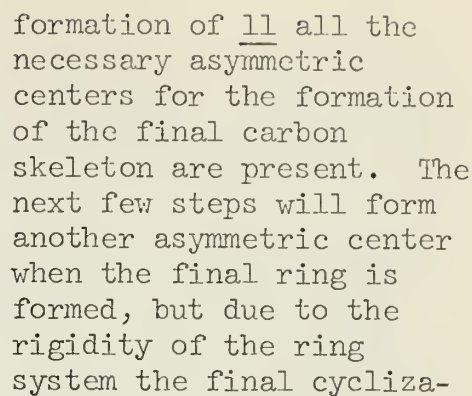 formation of 11 all the
necessary asymmetric
centers for the formation
of the final carbon
skeleton are present. The
next few steps will form
another asymmetric center
when the final ring is
formed, but due to the
rigidity of the ring
system the final cycliza-